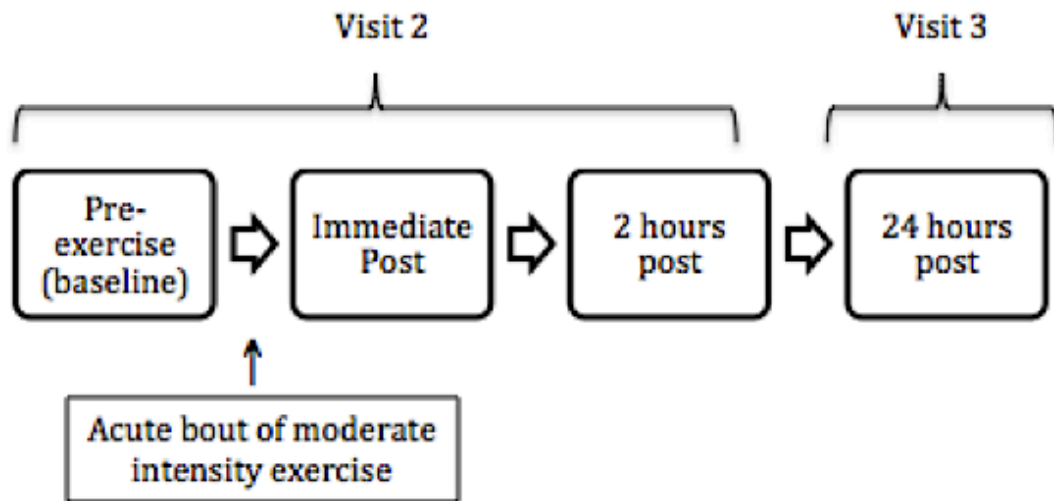 Visit 2
Visit 3
Pre-
exercise
(baseline)
Immediate
Post
2 hours
post
24 hours
post
Acute bout of moderate
intensity exercise